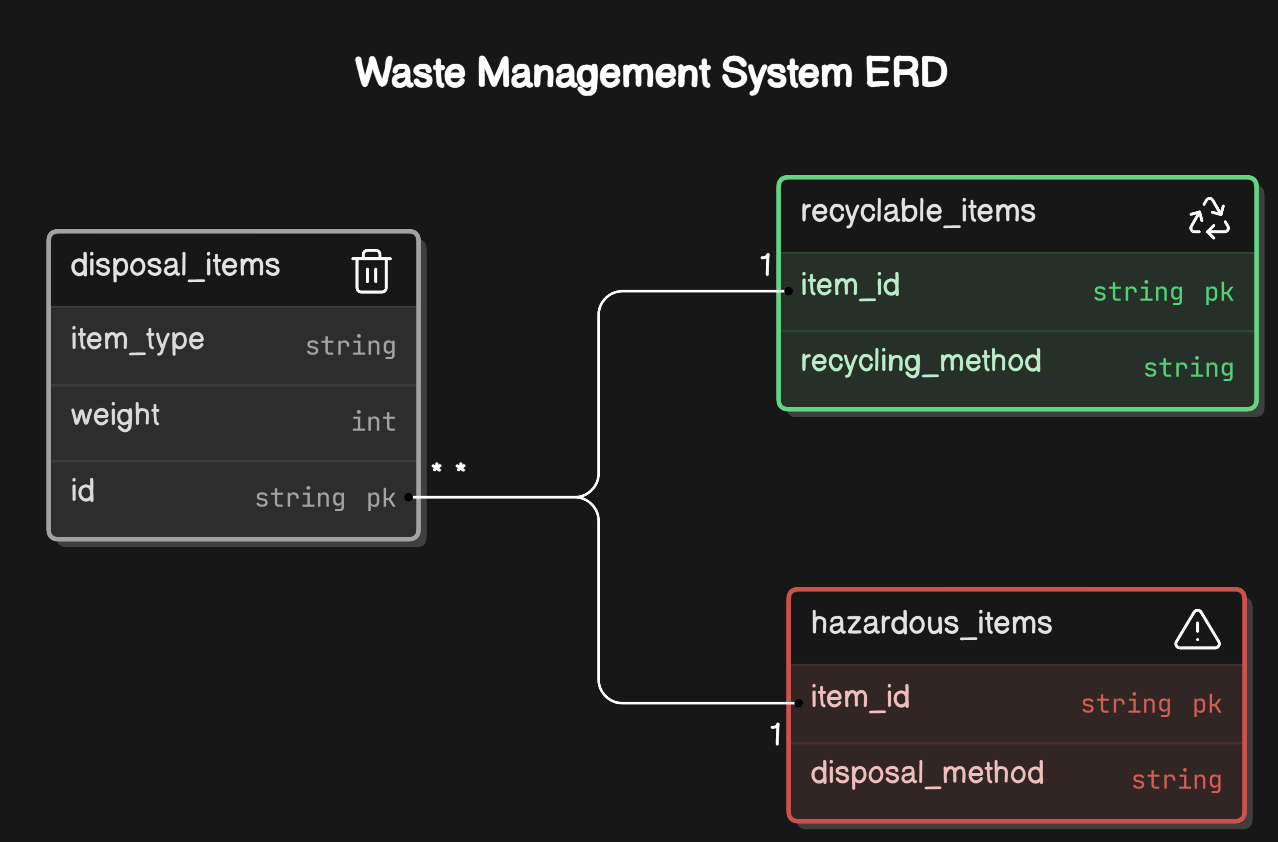 Waste Management System ERD
disposal_items
item_type string
weight int
id string pk
* *
1
recyclable_items
item_id string pk
recycling_method string
hazardous_items
item_id string pk
1
disposal_method string